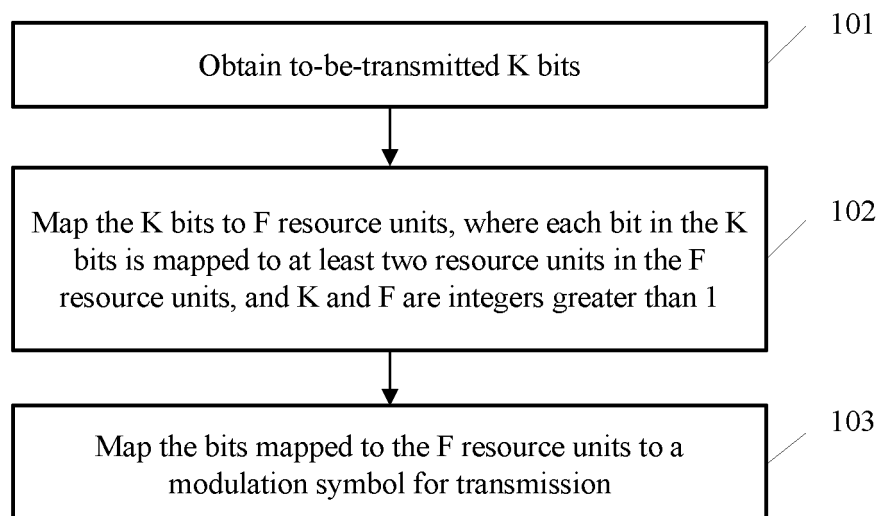 101
Obtain to-be-transmitted K bits
102
Map the K bits to F resource units, where each bit in the K
bits is mapped to at least two resource units in the F
resource units, and K and F are integers greater than 1
103
Map the bits mapped to the F resource units to a
modulation symbol for transmission